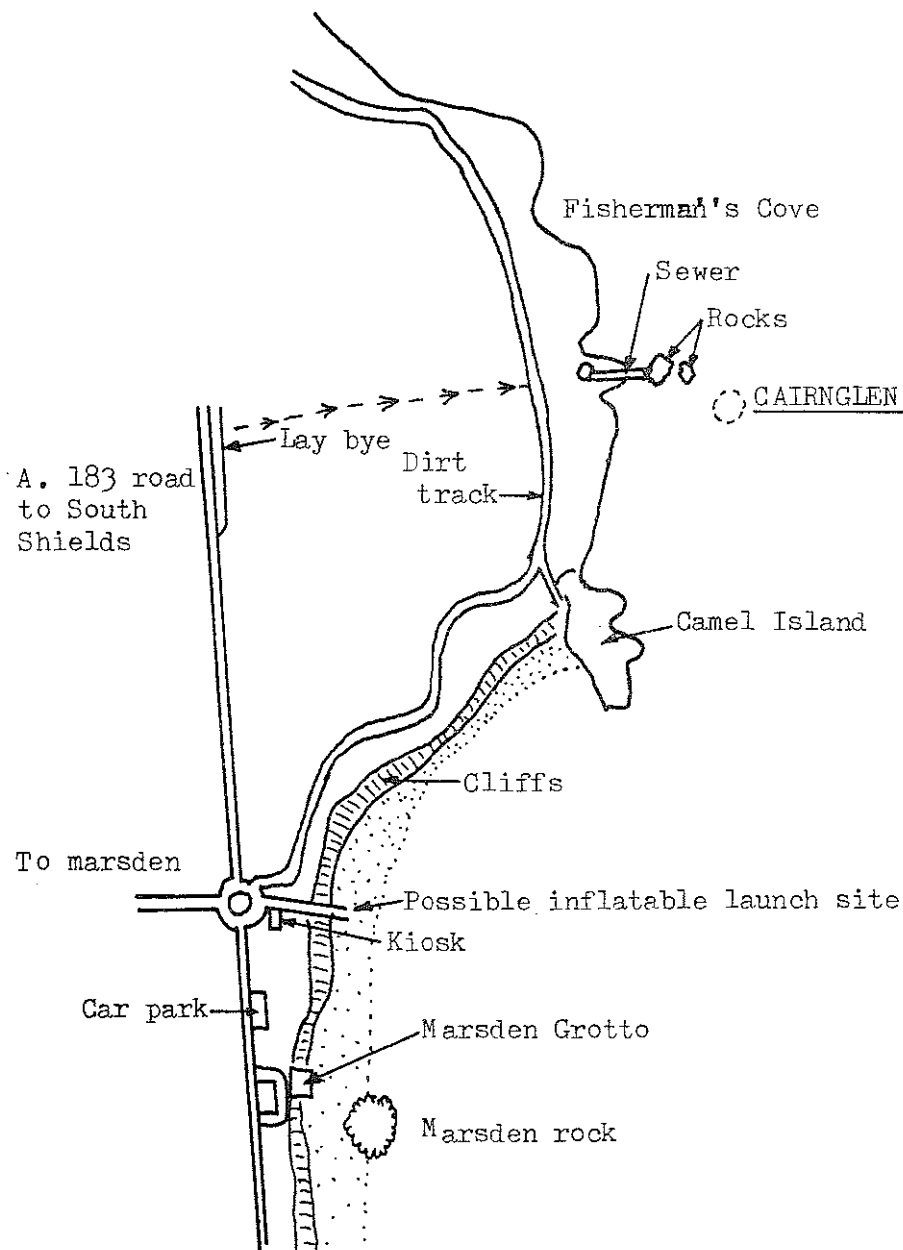 Fisherman's Cove
Sewer
Rocks
CAIRNGLEN
Lay bye
A. 183 road
to South
Shields
Dirt
track
Camel Island
Cliffs
To marsden
Possible inflatable launch site
Kiosk
Car park
Marsden Grotto
Marsden rock